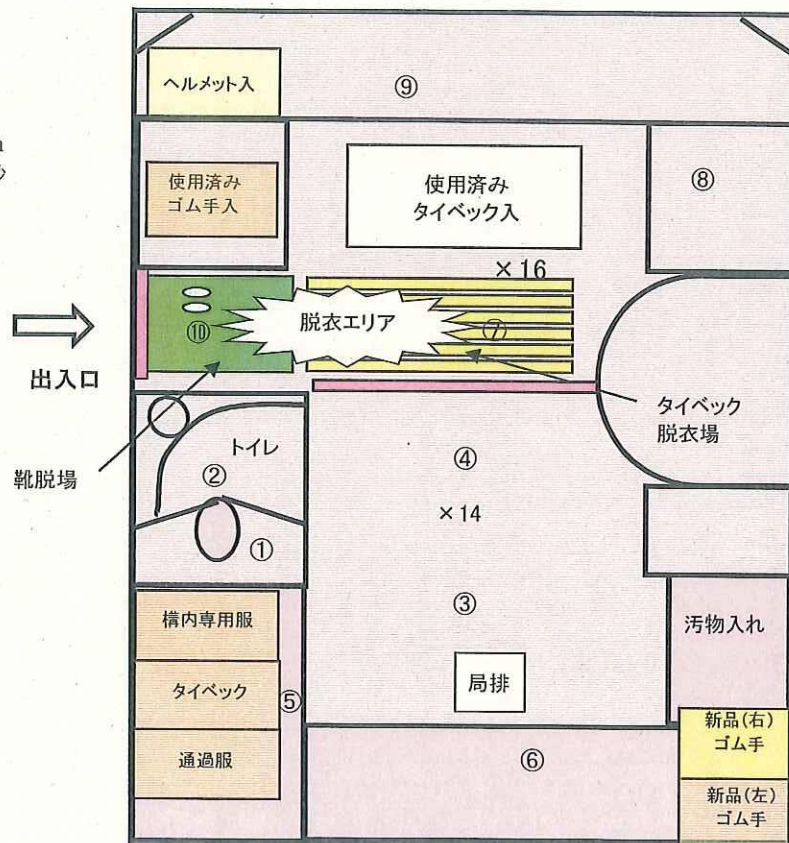 ヘルメット入
⑨
使用済み
ゴム手入
使用済み
タイベック入
⑧
×16
⑩
脱衣エリア
⑦
出入口
タイベック
脱衣場
靴脱場
トイレ
②
④
×14
①
③
構内専用服
汚物入れ
局排
タイベック
⑤
新品(右)
ゴム手
通過服
⑥
新品(左)
ゴム手